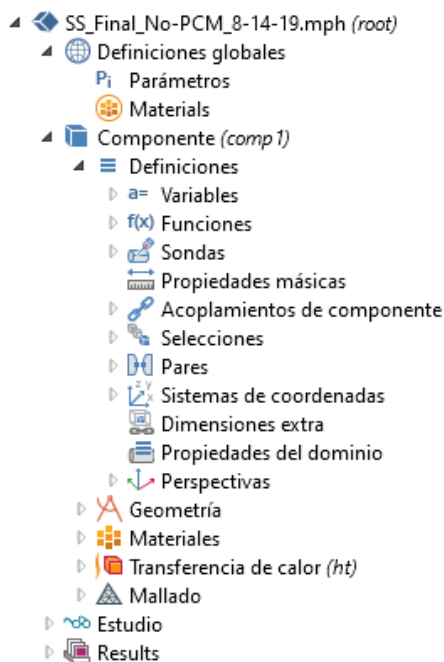 SS_Final_No-PCM_8-14-19.mph (root)
Definiciones globales
Pi Parámetros
Materials
Componente (comp1)
Definiciones
a= Variables
f(x) Funciones
Sondas
Propiedades másicas
Acoplamientos de componente
Selecciones
Pares
z y x Sistemas de coordenadas
Dimensiones extra
Propiedades del dominio
Perspectivas
Geometría
Materiales
Transferencia de calor (ht)
Mallado
Estudio
Results